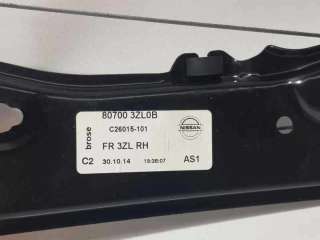 80700 3ZL0B
brose
C26015-101
NISSAN
FR 3ZL RH
C2 30.10.14 19:36:07 AS1